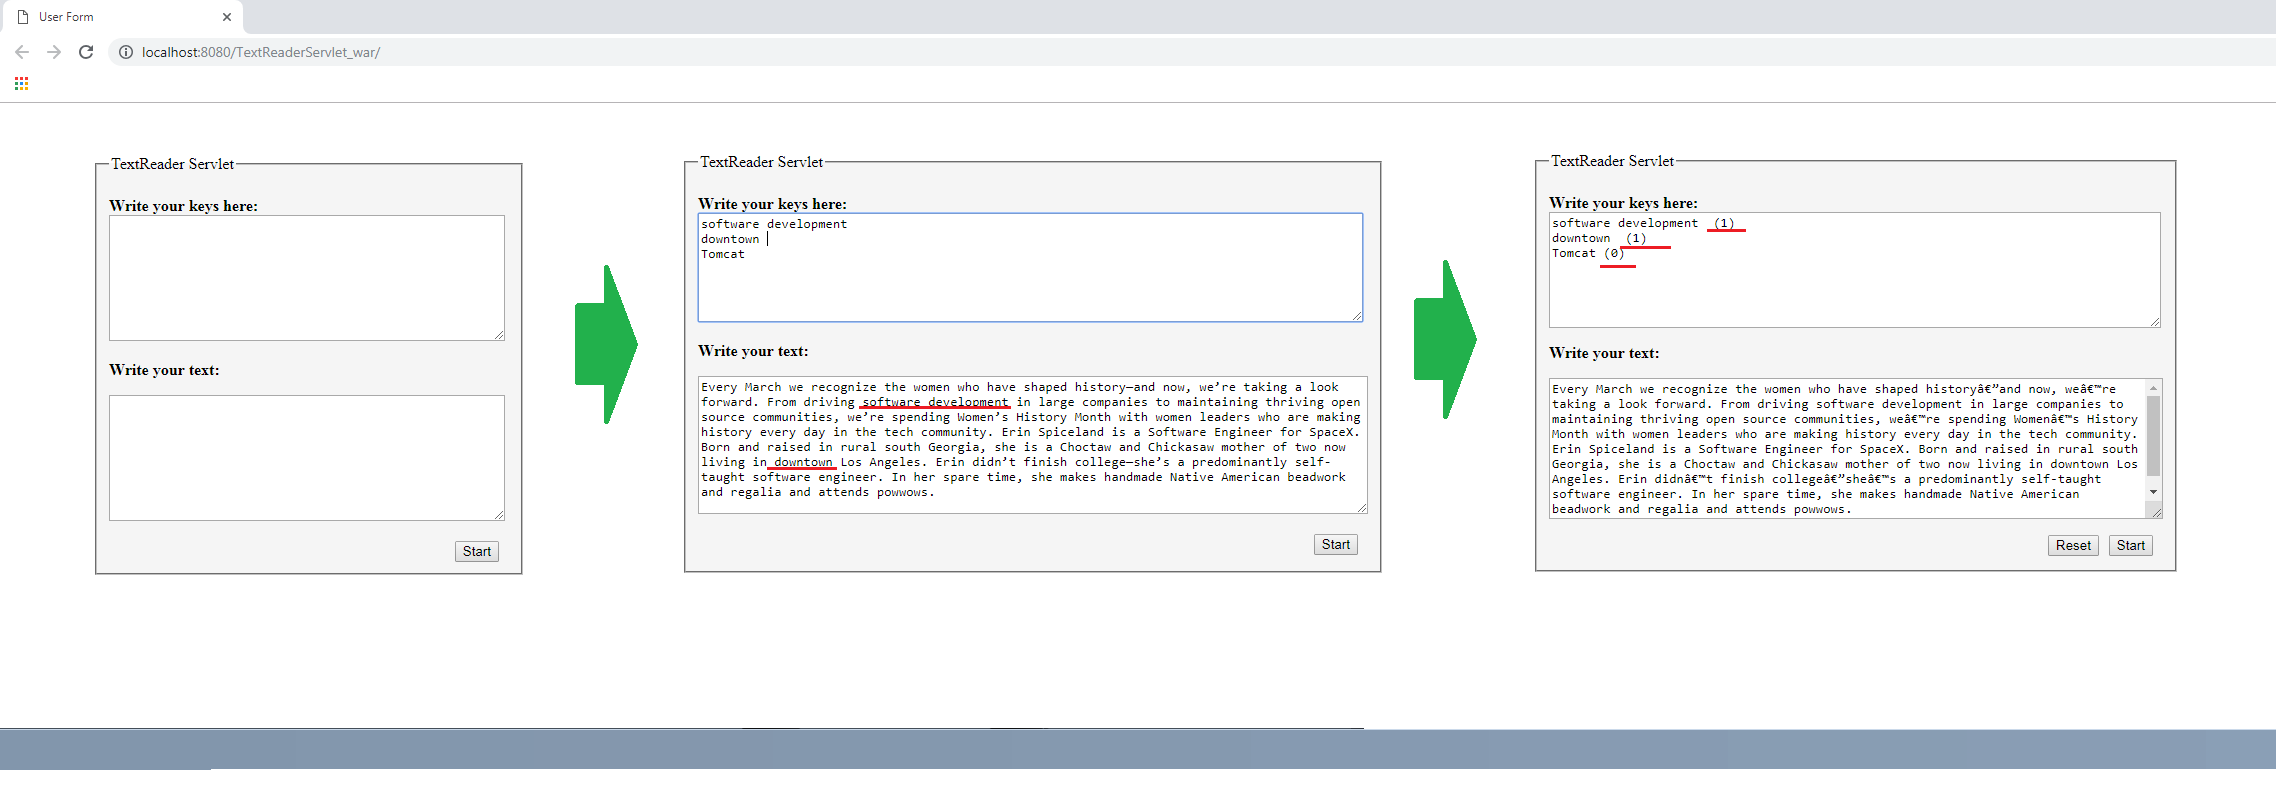 User Form
localhost:8080/TextReaderServlet_war/
TextReader Servlet
Write your keys here:
Write your text:
Start
TextReader Servlet
Write your keys here:
software development
downtown
Tomcat
Write your text:
Every March we recognize the women who have shaped history—and now, we’re taking a look
forward. From driving software development in large companies to maintaining thriving open
source communities, we’re spending Women’s History Month with women leaders who are making
history every day in the tech community. Erin Spiceland is a Software Engineer for SpaceX.
Born and raised in rural south Georgia, she is a Choctaw and Chickasaw mother of two now
living in downtown Los Angeles. Erin didn’t finish college—she’s a predominantly self-
taught software engineer. In her spare time, she makes handmade Native American beadwork
and regalia and attends powwows.
Start
TextReader Servlet
Write your keys here:
software development (1)
downtown (1)
Tomcat (0)
Write your text:
Every March we recognize the women who have shaped historyâ€”and now, weâ€™re
taking a look forward. From driving software development in large companies to
maintaining thriving open source communities, weâ€™re spending Womenâ€™s History
Month with women leaders who are making history every day in the tech community.
Erin Spiceland is a Software Engineer for SpaceX. Born and raised in rural south
Georgia, she is a Choctaw and Chickasaw mother of two now living in downtown Los
Angeles. Erin didnâ€™t finish collegeâ€”sheâ€™s a predominantly self-taught
software engineer. In her spare time, she makes handmade Native American
beadwork and regalia and attends powwows.
Reset Start